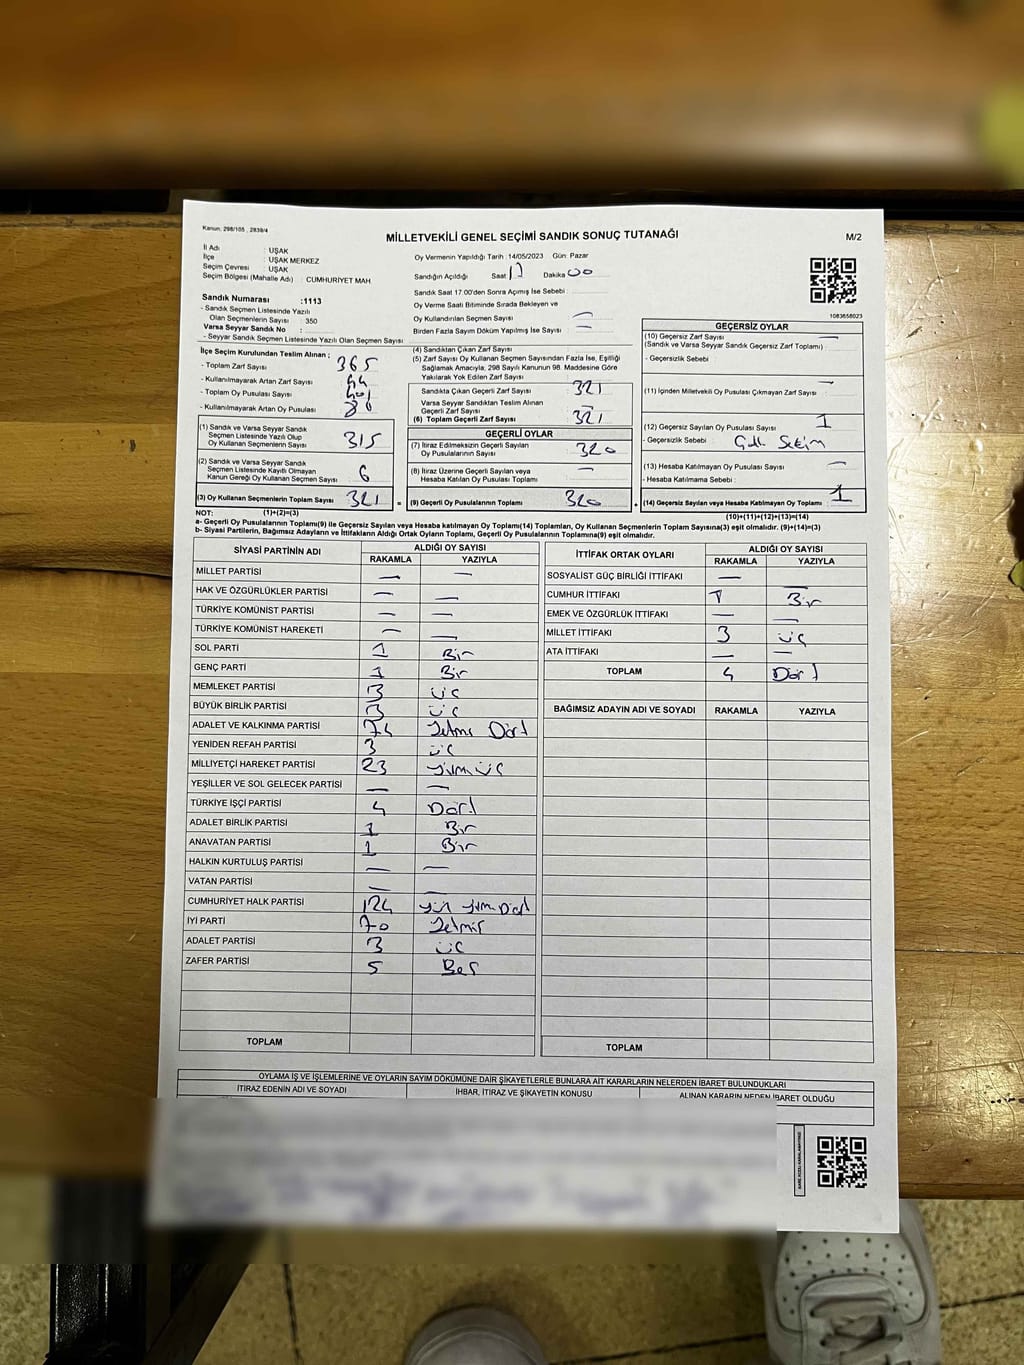 Kanun, 298/105 , 2839/4
MİLLETVEKİLİ GENEL SEÇİMİ SANDIK SONUÇ TUTANAĞI
M/2
İl Adı : UŞAK
İlçe : UŞAK MERKEZ
Seçim Çevresi : UŞAK
Seçim Bölgesi (Mahalle Adı) : CUMHURİYET MAH
Sandık Numarası :1113
- Sandık Seçmen Listesinde Yazılı
Olan Seçmenlerin Sayısı : 350
Varsa Seyyar Sandık No :
- Seyyar Sandık Seçmen Listesinde Yazılı Olan Seçmen Sayısı
Oy Vermenin Yapıldığı Tarih :14/05/2023 Gün: Pazar
Sandığın Açıldığı Saat 17 Dakika 00
Sandık Saat 17.00'den Sonra Açımış İse Sebebi :
Oy Verme Saati Bitiminde Sırada Bekleyen ve
Oy Kullandırılan Seçmen Sayısı : —
Birden Fazla Sayım Döküm Yapılmış İse Sayısı : —
1083658023
İlçe Seçim Kurulundan Teslim Alınan :
- Toplam Zarf Sayısı : 365
- Kullanılmayarak Artan Zarf Sayısı : 44
- Toplam Oy Pusulası Sayısı : 401
- Kullanılmayarak Artan Oy Pusulası : 80
(4) Sandıktan Çıkan Zarf Sayısı
(5) Zarf Sayısı Oy Kullanan Seçmen Sayısından Fazla İse, Eşitliği
Sağlamak Amacıyla, 298 Sayılı Kanunun 98. Maddesine Göre
Yakılarak Yok Edilen Zarf Sayısı
Sandıkta Çıkan Geçerli Zarf Sayısı : 321
Varsa Seyyar Sandıktan Teslim Alınan
Geçerli Zarf Sayısı : —
(6) Toplam Geçerli Zarf Sayısı : 321
(1) Sandık ve Varsa Seyyar Sandık
Seçmen Listesinde Yazılı Olup
Oy Kullanan Seçmenlerin Sayısı : 315
(2) Sandık ve Varsa Seyyar Sandık
Seçmen Listesinde Kayıtlı Olmayan
Kanun Gereği Oy Kullanan Seçmen Sayısı : 6
(3) Oy Kullanan Seçmenlerin Toplam Sayısı : 321
GEÇERLİ OYLAR
(7) İtiraz Edilmeksizin Geçerli Sayılan
Oy Pusulalarının Sayısı : 320
(8) İtiraz Üzerine Geçerli Sayılan veya
Hesaba Katılan Oy Pusulası Toplamı : —
= (9) Geçerli Oy Pusulalarının Toplamı : 320
GEÇERSİZ OYLAR
(10) Geçersiz Zarf Sayısı : —
(Sandık ve Varsa Seyyar Sandık Geçersiz Zarf Toplamı)
- Geçersizlik Sebebi :
(11) İçinden Milletvekili Oy Pusulası Çıkmayan Zarf Sayısı : —
(12) Geçersiz Sayılan Oy Pusulası Sayısı : 1
- Geçersizlik Sebebi :
(13) Hesaba Katılmayan Oy Pusulası Sayısı : —
- Hesaba Katılmama Sebebi :
+ (14) Geçersiz Sayılan veya Hesaba Katılmayan Oy Toplamı : 1
NOT: (1)+(2)=(3) (10)+(11)+(12)+(13)=(14)
a- Geçerli Oy Pusulalarının Toplamı(9) ile Geçersiz Sayılan veya Hesaba katılmayan Oy Toplamı(14) Toplamları, Oy Kullanan Seçmenlerin Toplam Sayısına(3) eşit olmalıdır. (9)+(14)=(3)
b- Siyasi Partilerin, Bağımsız Adayların ve İttifakların Aldığı Ortak Oyların Toplamı, Geçerli Oy Pusulalarının Toplamına(9) eşit olmalıdır.
SİYASİ PARTİNİN ADI ALDIĞI OY SAYISI
RAKAMLA YAZIYLA
MİLLET PARTİSİ — —
HAK VE ÖZGÜRLÜKLER PARTİSİ — —
TÜRKİYE KOMÜNİST PARTİSİ — —
TÜRKİYE KOMÜNİST HAREKETİ — —
SOL PARTİ 1 Bir
GENÇ PARTİ 1 Bir
MEMLEKET PARTİSİ 3 üç
BÜYÜK BİRLİK PARTİSİ 3 üç
ADALET VE KALKINMA PARTİSİ 74 Yetmiş Dört
YENİDEN REFAH PARTİSİ 3 üç
MİLLİYETÇİ HAREKET PARTİSİ 23 Yirmi üç
YEŞİLLER VE SOL GELECEK PARTİSİ — —
TÜRKİYE İŞÇİ PARTİSİ 4 Dört
ADALET BİRLİK PARTİSİ 1 Bir
ANAVATAN PARTİSİ 1 Bir
HALKIN KURTULUŞ PARTİSİ — —
VATAN PARTİSİ — —
CUMHURİYET HALK PARTİSİ 124 Yüz Yirmi Dört
İYİ PARTİ 70 Yetmiş
ADALET PARTİSİ 3 üç
ZAFER PARTİSİ 5 Beş
TOPLAM
İTTİFAK ORTAK OYLARI ALDIĞI OY SAYISI
RAKAMLA YAZIYLA
SOSYALİST GÜÇ BİRLİĞİ İTTİFAKI — —
CUMHUR İTTİFAKI 1 Bir
EMEK VE ÖZGÜRLÜK İTTİFAKI — —
MİLLET İTTİFAKI 3 üç
ATA İTTİFAKI — —
TOPLAM 4 Dört
BAĞIMSIZ ADAYIN ADI VE SOYADI RAKAMLA YAZIYLA
TOPLAM
OYLAMA İŞ VE İŞLEMLERİNE VE OYLARIN SAYIM DÖKÜMÜNE DAİR ŞİKAYETLERLE BUNLARA AİT KARARLARIN NELERDEN İBARET BULUNDUKLARI
İTİRAZ EDENİN ADI VE SOYADI İHBAR, İTİRAZ VE ŞİKAYETİN KONUSU ALINAN KARARIN NEDEN İBARET OLDUĞU